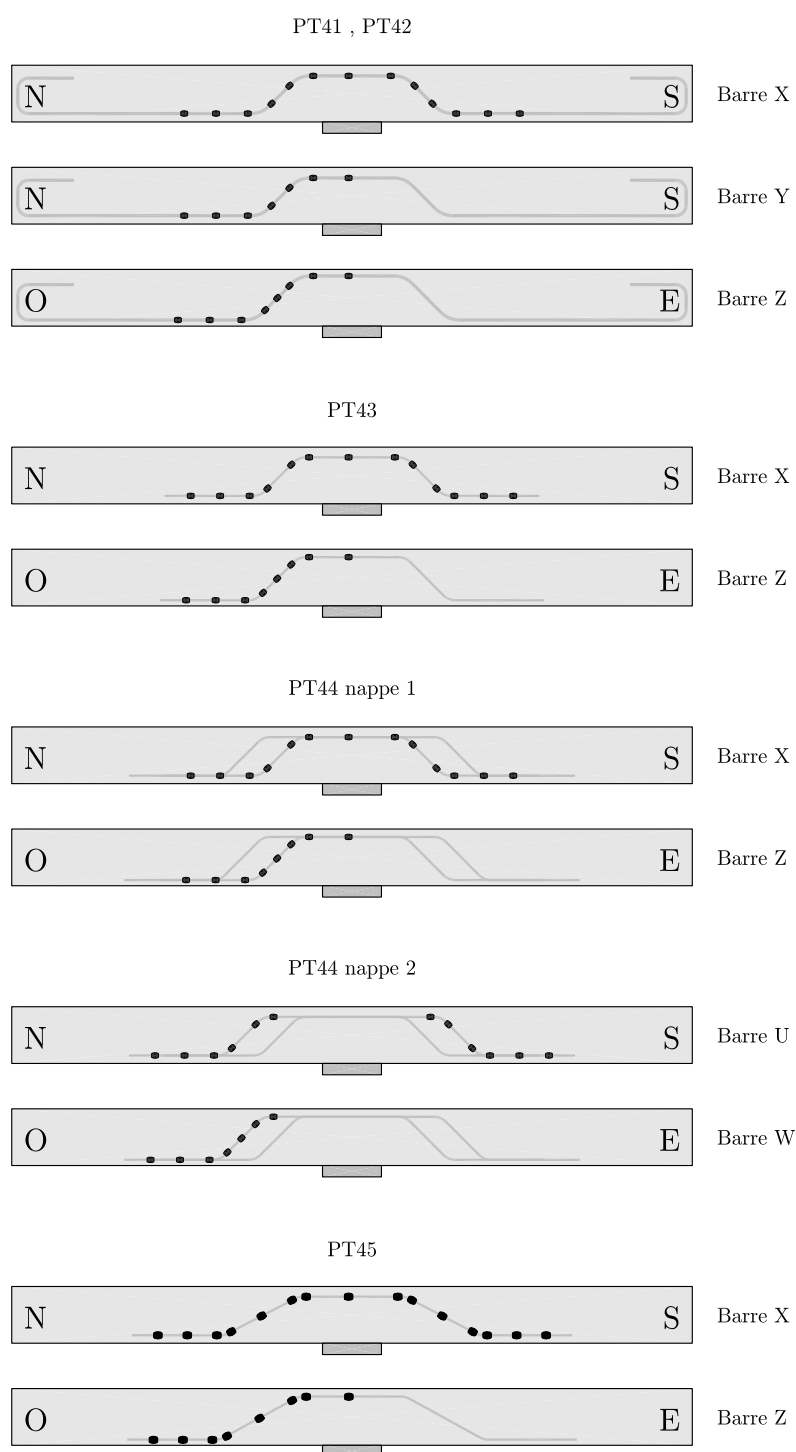 PT41 , PT42
N S Barre X
N S Barre Y
O E Barre Z
PT43
N S Barre X
O E Barre Z
PT44 nappe 1
N S Barre X
O E Barre Z
PT44 nappe 2
N S Barre U
O E Barre W
PT45
N S Barre X
O E Barre Z